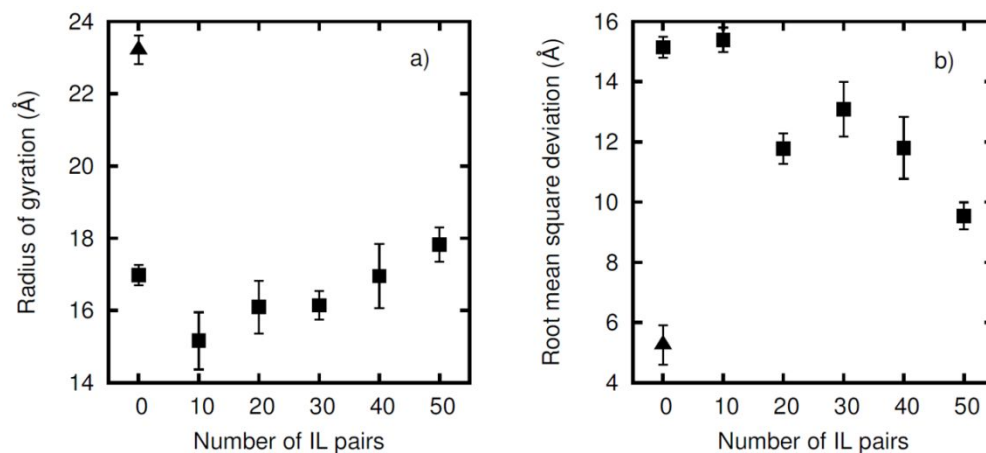 24
22
20
18
16
14
Radius of gyration (Å)
a)
0 10 20 30 40 50
Number of IL pairs
16
14
12
10
8
6
4
Root mean square deviation (Å)
b)
0 10 20 30 40 50
Number of IL pairs